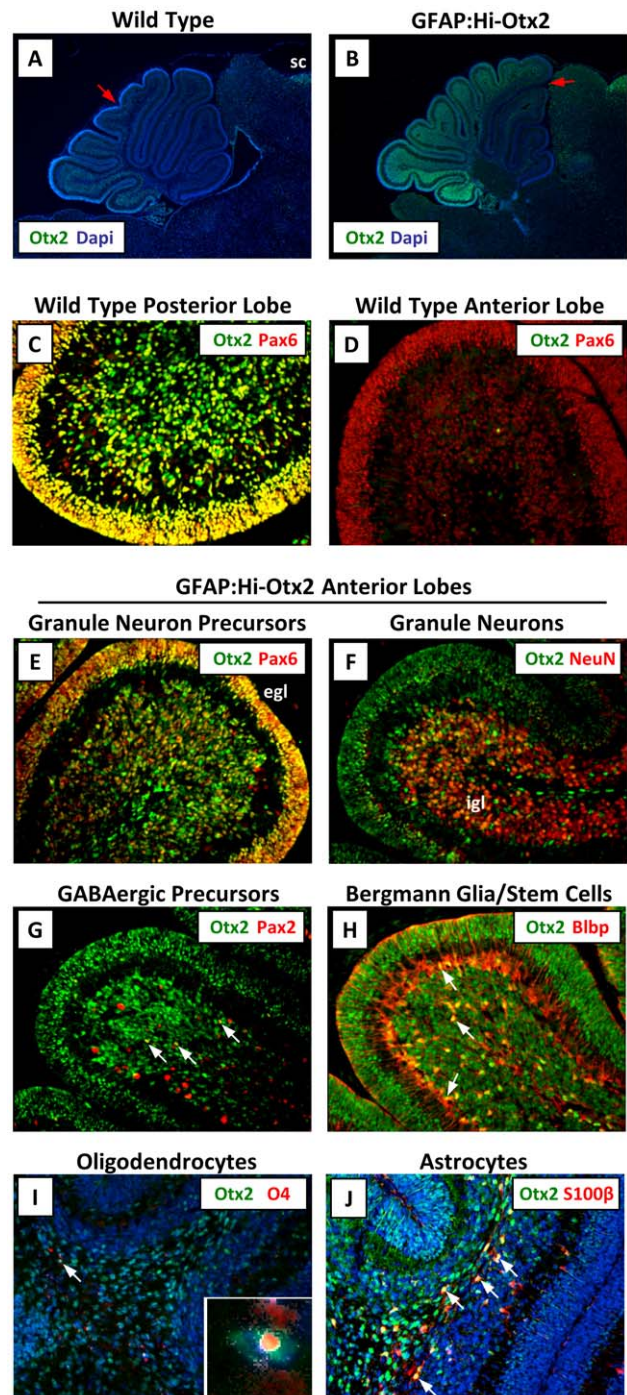 Wild Type
GFAP:Hi-Otx2
A
sc
Otx2 Dapi
B
Otx2 Dapi
Wild Type Posterior Lobe
Wild Type Anterior Lobe
C
Otx2 Pax6
D
Otx2 Pax6
GFAP:Hi-Otx2 Anterior Lobes
Granule Neuron Precursors
Granule Neurons
E
Otx2 Pax6
egl
F
Otx2 NeuN
igl
GABAergic Precursors
Bergmann Glia/Stem Cells
G
Otx2 Pax2
H
Otx2 Blbp
Oligodendrocytes
Astrocytes
I
Otx2 O4
J
Otx2 S100β